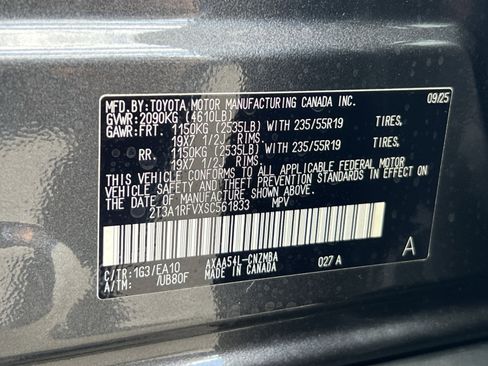 MFD.BY: TOYOTA MOTOR MANUFACTURING CANADA INC. 09/25
GVWR: 2090KG (4610LB)
GAWR: FRT. 1150KG (2535LB) WITH 235/55R19 TIRES,
19X7 1/2J RIMS.
RR. 1150KG (2535LB) WITH 235/55R19 TIRES,
19X7 1/2J RIMS.
THIS VEHICLE CONFORMS TO ALL APPLICABLE FEDERAL MOTOR
VEHICLE SAFETY AND THEFT PREVENTION STANDARDS IN EFFECT
ON THE DATE OF MANUFACTURE SHOWN ABOVE.
2T3A1RFVXSC561833 MPV
A
C/TR: 1G3/EA10 AXAA54L-CNZMBA 027 A
A/TM: /UB80F MADE IN CANADA